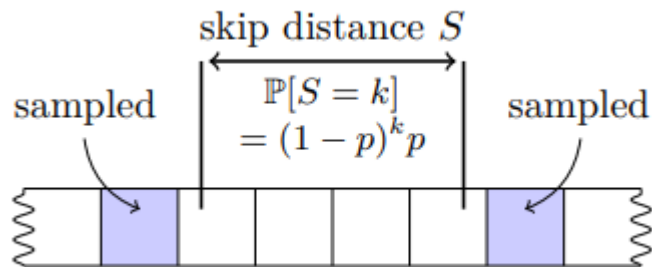 skip distance S
ℙ[S = k]
= (1 − p)^k p
sampled
sampled